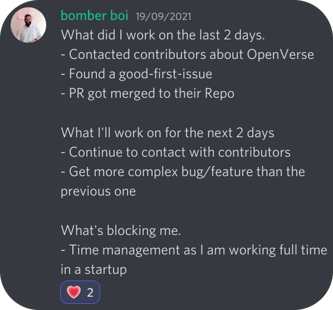 bomber boi 19/09/2021
What did I work on the last 2 days.
- Contacted contributors about OpenVerse
- Found a good-first-issue
- PR got merged to their Repo
What I'll work on for the next 2 days
- Continue to contact with contributors
- Get more complex bug/feature than the
previous one
What's blocking me.
- Time management as I am working full time
in a startup
2